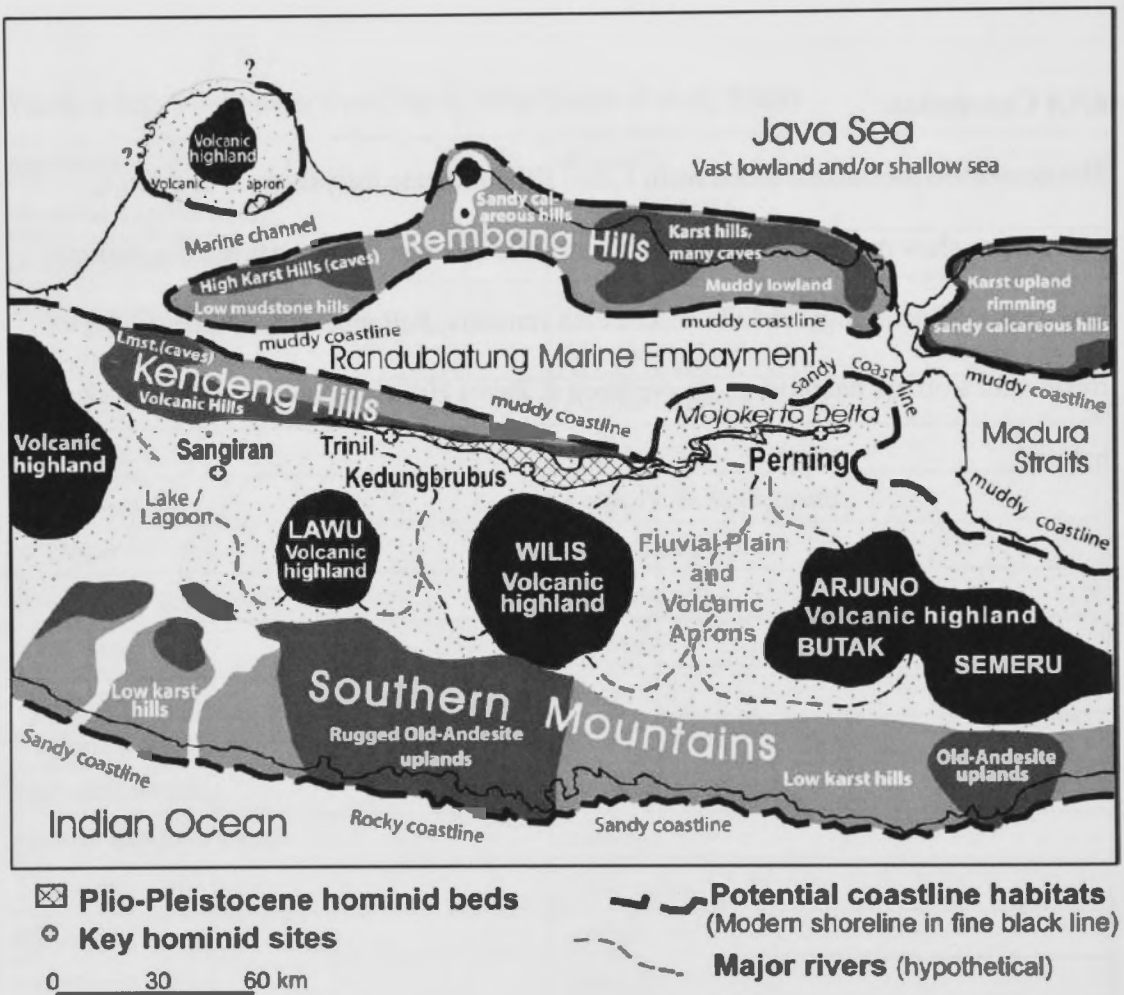 ?
?
Volcanic
highland
Volcanic apron
Marine channel
Java Sea
Vast lowland and/or shallow sea
Sandy cal-
areous hills
Rembang Hills
Karst hills,
many caves
Muddy lowland
High Karst Hills (caves)
Low mudstone hills
muddy coastline
muddy coastline
Karst upland
rimming
sandy calcareous hills
muddy coastline
Randublatung Marine Embayment
sandy coast line
Lmst. (caves)
Kendeng Hills
Volcanic Hills
muddy coastline
Mojokerto Delta
Madura
Straits
muddy coastline
Volcanic
highland
Sangiran
Trinil
Kedungbrubus
Perning
Lake /
Lagoon
LAWU
Volcanic
highland
WILIS
Volcanic
highland
Fluvial Plain
and
Volcanic
Aprons
ARJUNO
Volcanic highland
BUTAK
SEMERU
Low karst
hills
Southern Mountains
Rugged Old-Andesite
uplands
Low karst hills
Old-Andesite
uplands
Sandy coastline
Indian Ocean
Rocky coastline
Sandy coastline
Plio-Pleistocene hominid beds
Key hominid sites
0 30 60 km
Potential coastline habitats
(Modern shoreline in fine black line)
Major rivers (hypothetical)